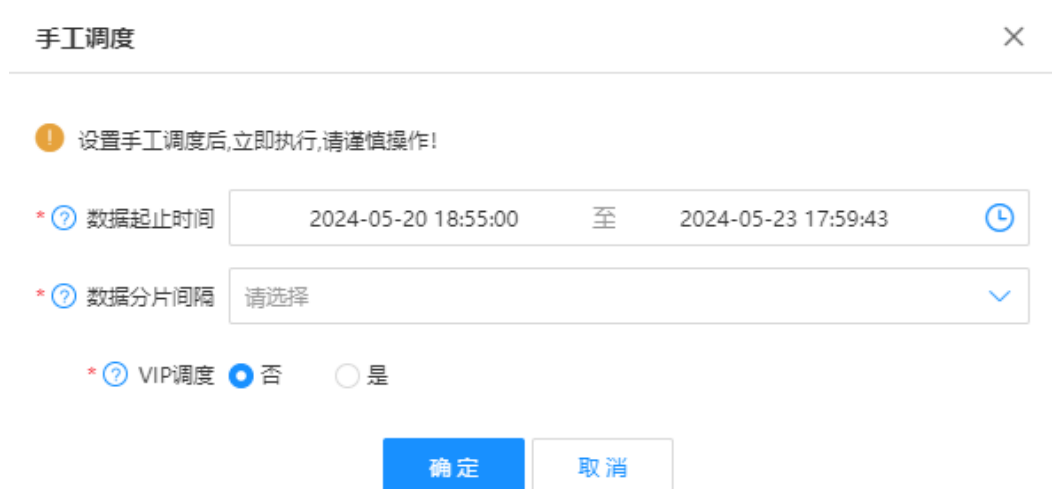 手工调度
设置手工调度后,立即执行,请谨慎操作!
* 数据起止时间 2024-05-20 18:55:00 至 2024-05-23 17:59:43
* 数据分片间隔 请选择
* VIP调度 否 是
确定 取消